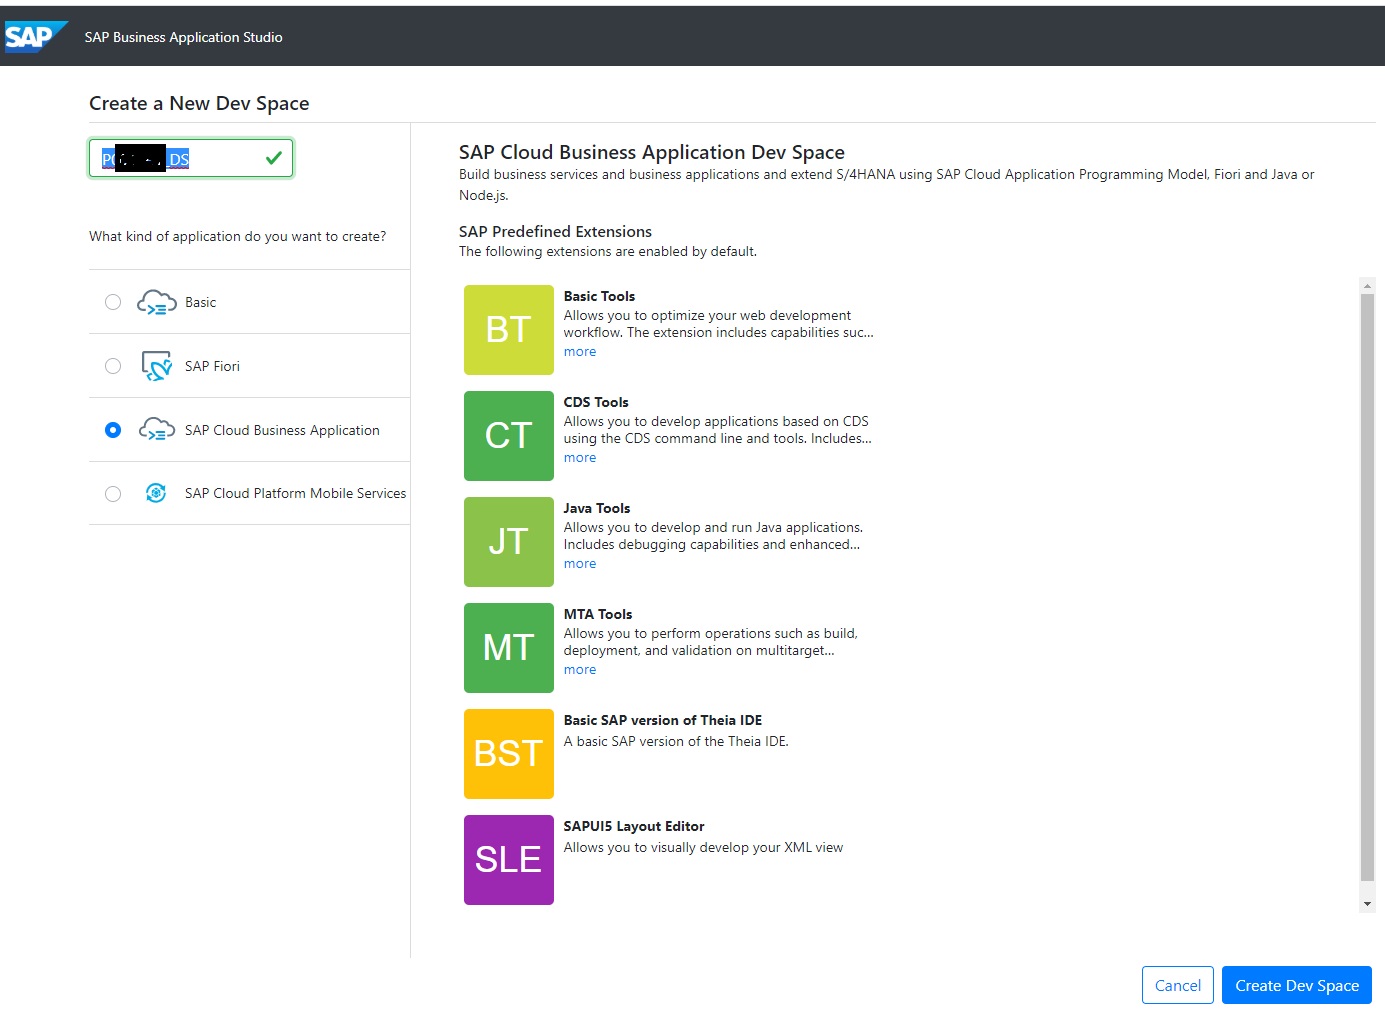 SAP
SAP Business Application Studio
Create a New Dev Space
_DS
What kind of application do you want to create?
Basic
SAP Fiori
SAP Cloud Business Application
SAP Cloud Platform Mobile Services
SAP Cloud Business Application Dev Space
Build business services and business applications and extend S/4HANA using SAP Cloud Application Programming Model, Fiori and Java or
Node.js.
SAP Predefined Extensions
The following extensions are enabled by default.
BT
Basic Tools
Allows you to optimize your web development
workflow. The extension includes capabilities suc...
more
CT
CDS Tools
Allows you to develop applications based on CDS
using the CDS command line and tools. Includes...
more
JT
Java Tools
Allows you to develop and run Java applications.
Includes debugging capabilities and enhanced...
more
MT
MTA Tools
Allows you to perform operations such as build,
deployment, and validation on multitarget...
more
BST
Basic SAP version of Theia IDE
A basic SAP version of the Theia IDE.
SLE
SAPUI5 Layout Editor
Allows you to visually develop your XML view
Cancel
Create Dev Space